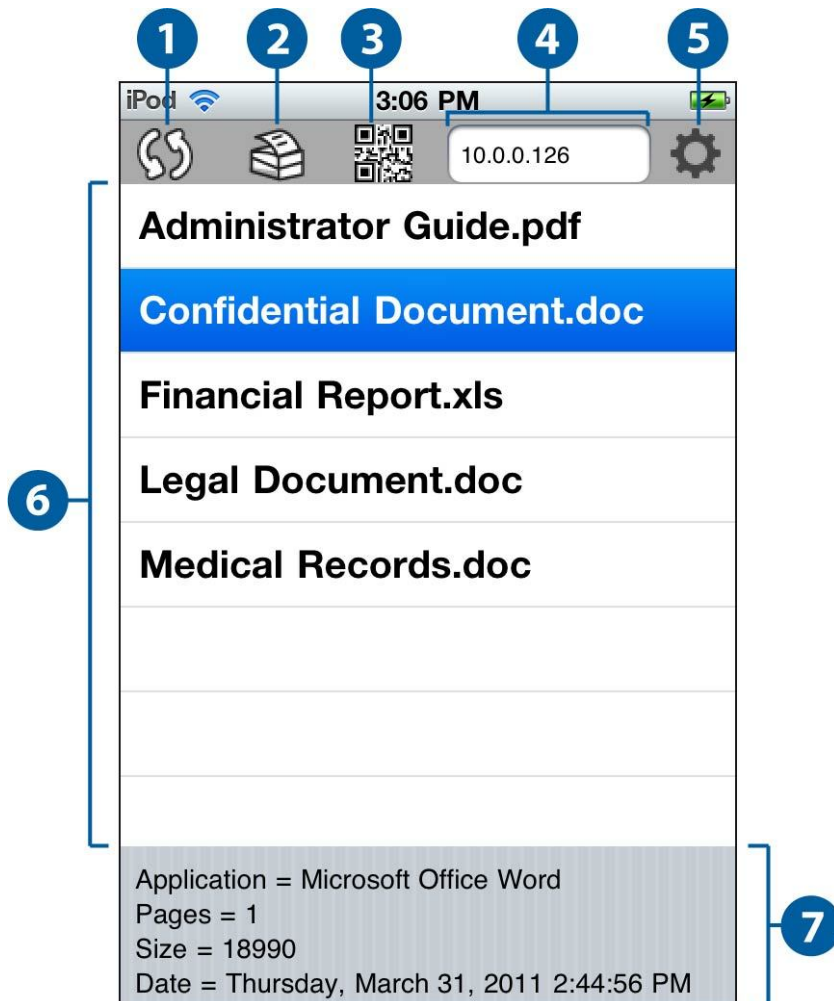 1 2 3 4 5
iPod 3:06 PM
10.0.0.126
Administrator Guide.pdf
Confidential Document.doc
Financial Report.xls
6 Legal Document.doc
Medical Records.doc
Application = Microsoft Office Word
Pages = 1
7
Size = 18990
Date = Thursday, March 31, 2011 2:44:56 PM